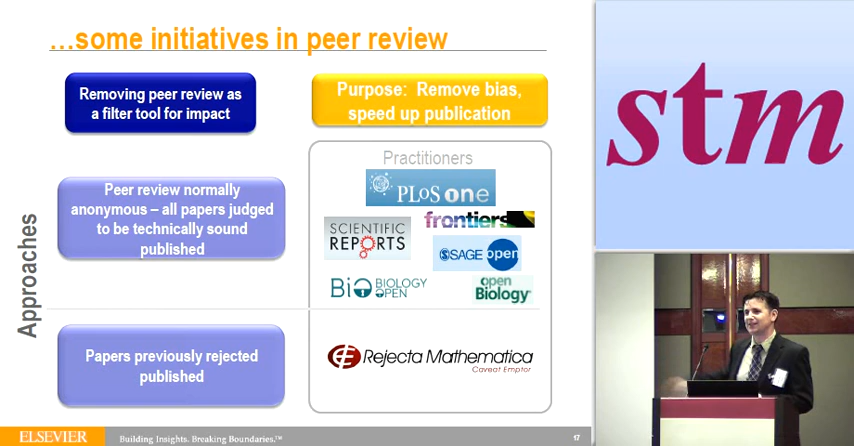 ...some initiatives in peer review
Removing peer review as
a filter tool for impact
Purpose: Remove bias,
speed up publication
Approaches
Peer review normally
anonymous – all papers judged
to be technically sound
published
Practitioners
PLoS one
frontiers
SCIENTIFIC
REPORTS
SAGE open
Bio BIOLOGY
OPEN
open
Biology
Papers previously rejected
published
Rejecta Mathematica
Caveat Emptor
ELSEVIER
Building Insights. Breaking Boundaries.™
17
stm